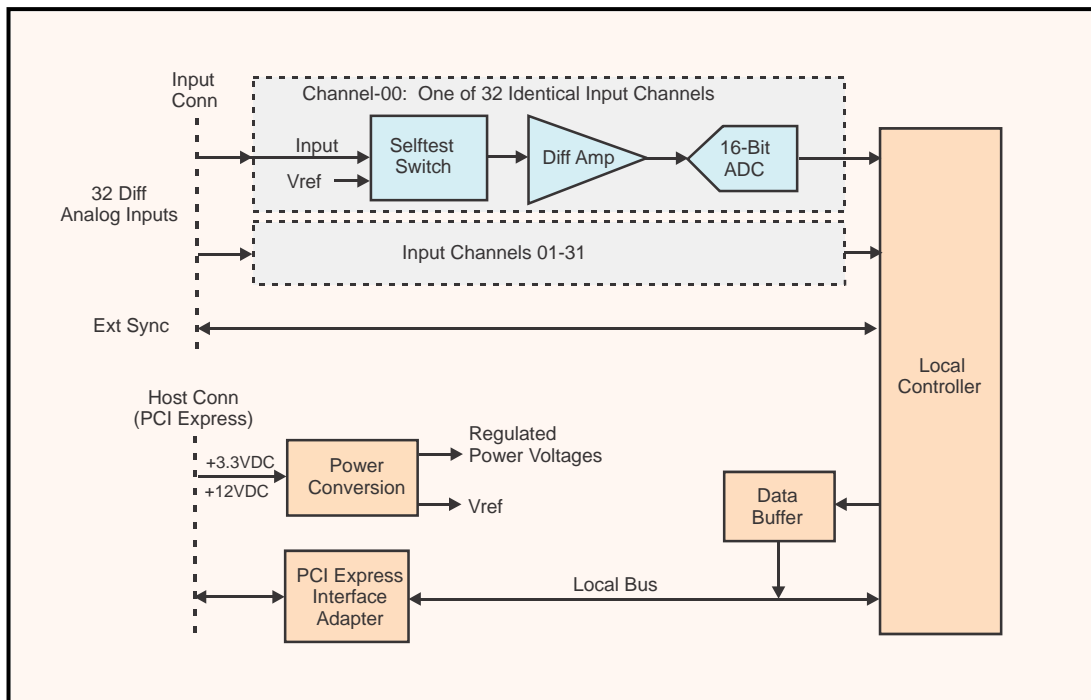 Input
Conn
Channel-00:  One of 32 Identical Input Channels
Input
Vref
Selftest
Switch
Diff Amp
16-Bit
ADC
32 Diff
Analog Inputs
Input Channels 01-31
Ext Sync
Local
Controller
Host Conn
(PCI Express)
+3.3VDC
+12VDC
Power
Conversion
Regulated
Power Voltages
Vref
Data
Buffer
PCI Express
Interface
Adapter
Local Bus